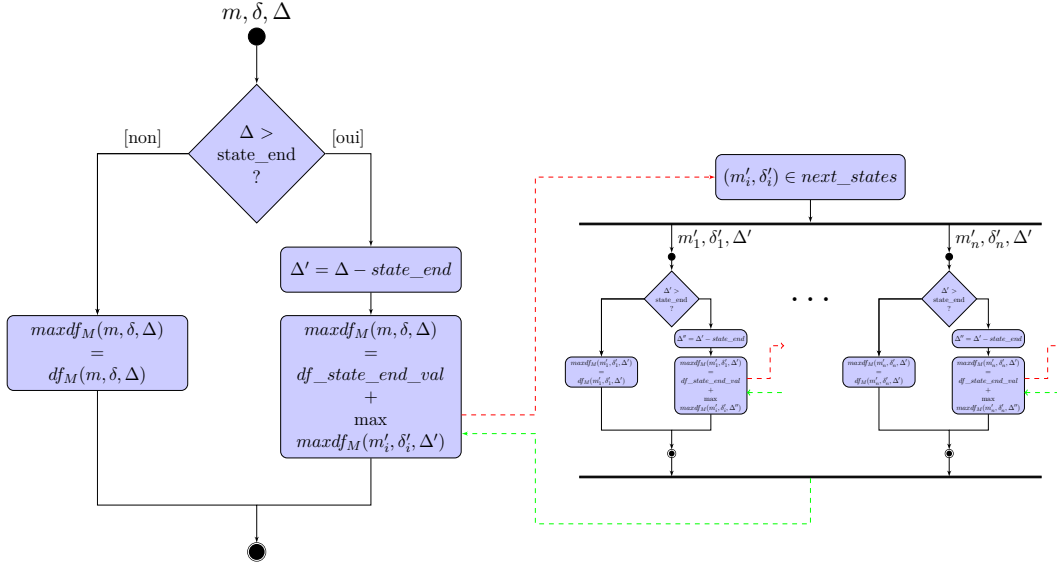 m, δ, Δ
Δ >
state_end
?
[non]
[oui]
Δ′ = Δ − state_end
maxdf_M(m, δ, Δ)
=
df_M(m, δ, Δ)
maxdf_M(m, δ, Δ)
=
df_state_end_val
+
max
maxdf_M(m′_i, δ′_i, Δ′)
(m′_i, δ′_i) ∈ next_states
m′_1, δ′_1, Δ′
Δ′ >
state_end
?
Δ″ = Δ′ − state_end
maxdf_M(m′_1, δ′_1, Δ′)
=
df_M(m′_1, δ′_1, Δ′)
maxdf_M(m′_1, δ′_1, Δ′)
=
df_state_end_val
+
max
maxdf_M(m′_i, δ′_i, Δ″)
· · ·
m′_n, δ′_n, Δ′
Δ′ >
state_end
?
Δ″ = Δ′ − state_end
maxdf_M(m′_n, δ′_n, Δ′)
=
df_M(m′_n, δ′_n, Δ′)
maxdf_M(m′_n, δ′_n, Δ′)
=
df_state_end_val
+
max
maxdf_M(m′_n, δ′_n, Δ″)